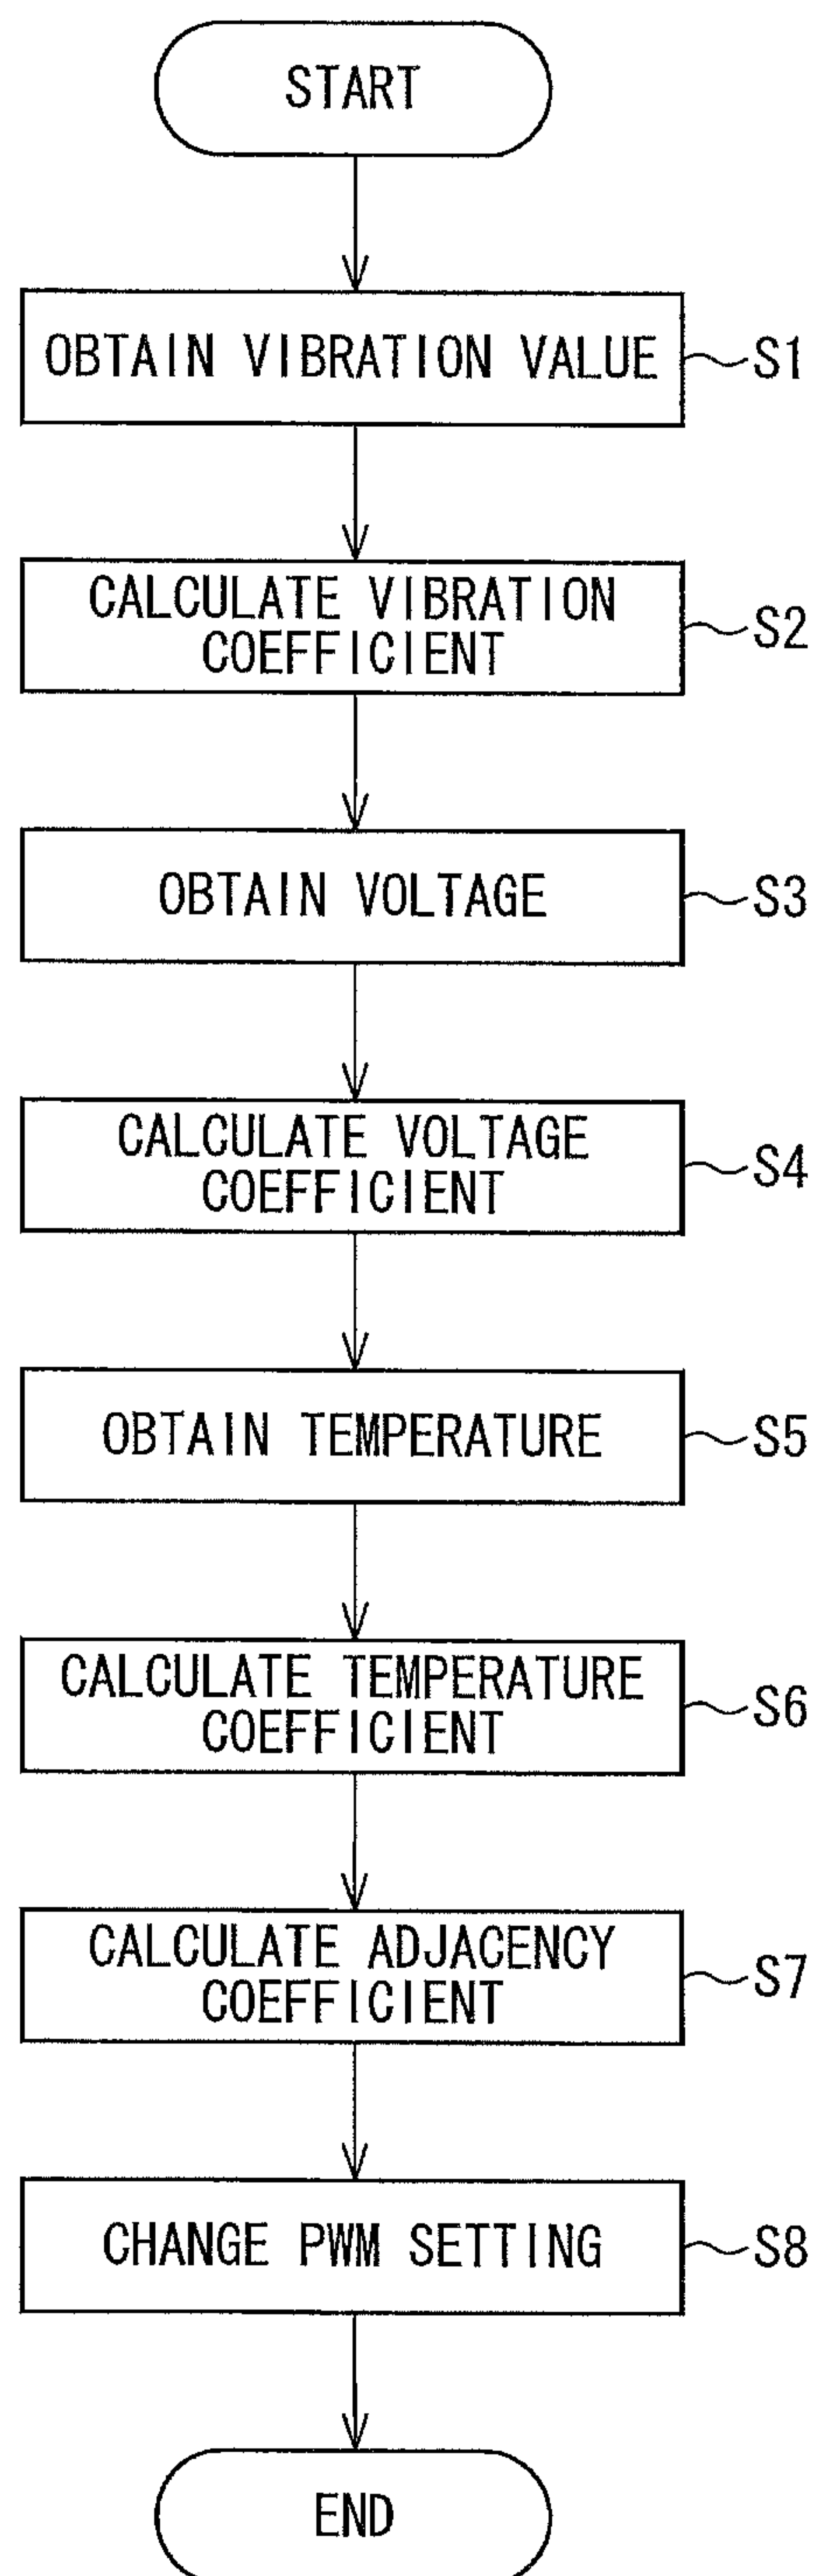 START
OBTAIN VIBRATION VALUE
S1
CALCULATE VIBRATION
COEFFICIENT
S2
OBTAIN VOLTAGE
S3
CALCULATE VOLTAGE
COEFFICIENT
S4
OBTAIN TEMPERATURE
S5
CALCULATE TEMPERATURE
COEFFICIENT
S6
CALCULATE ADJACENCY
COEFFICIENT
S7
CHANGE PWM SETTING
S8
END